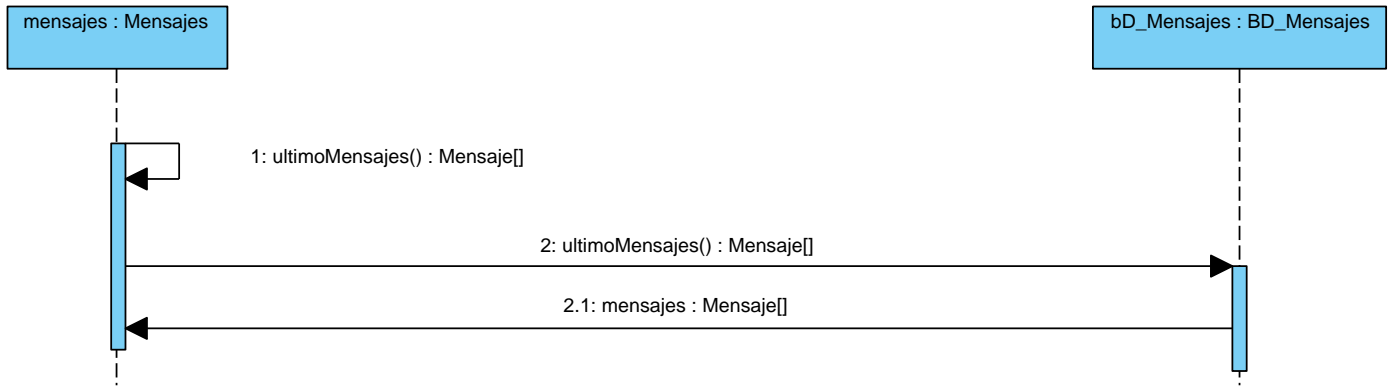 mensajes : Mensajes
bD_Mensajes : BD_Mensajes
1: ultimoMensajes() : Mensaje[]
2: ultimoMensajes() : Mensaje[]
2.1: mensajes : Mensaje[]